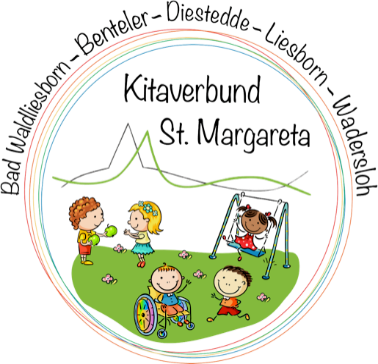 Bad Waldliesborn – Benteler – Diestedde – Liesborn – Wadersloh
Kitaverbund
St. Margareta